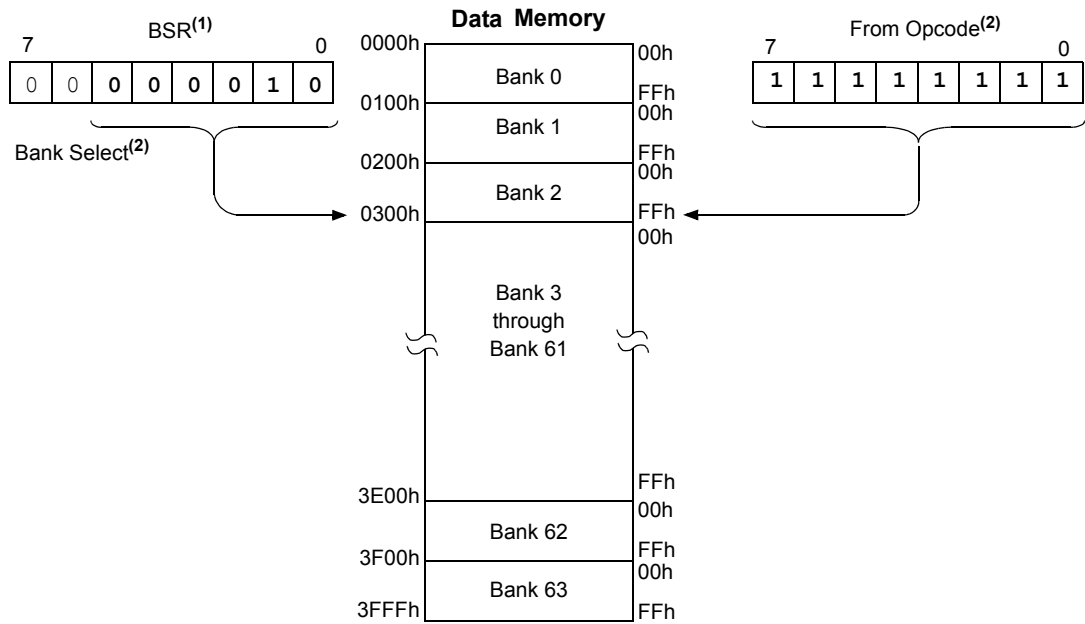 Data Memory
BSR(1)
7 0
0 0 0 0 0 0 1 0
Bank Select(2)
From Opcode(2)
7 0
1 1 1 1 1 1 1 1
0000h
00h
Bank 0
FFh
0100h
00h
Bank 1
FFh
0200h
00h
Bank 2
FFh
0300h
00h
Bank 3
through
Bank 61
FFh
3E00h
00h
Bank 62
FFh
3F00h
00h
Bank 63
3FFFh
FFh